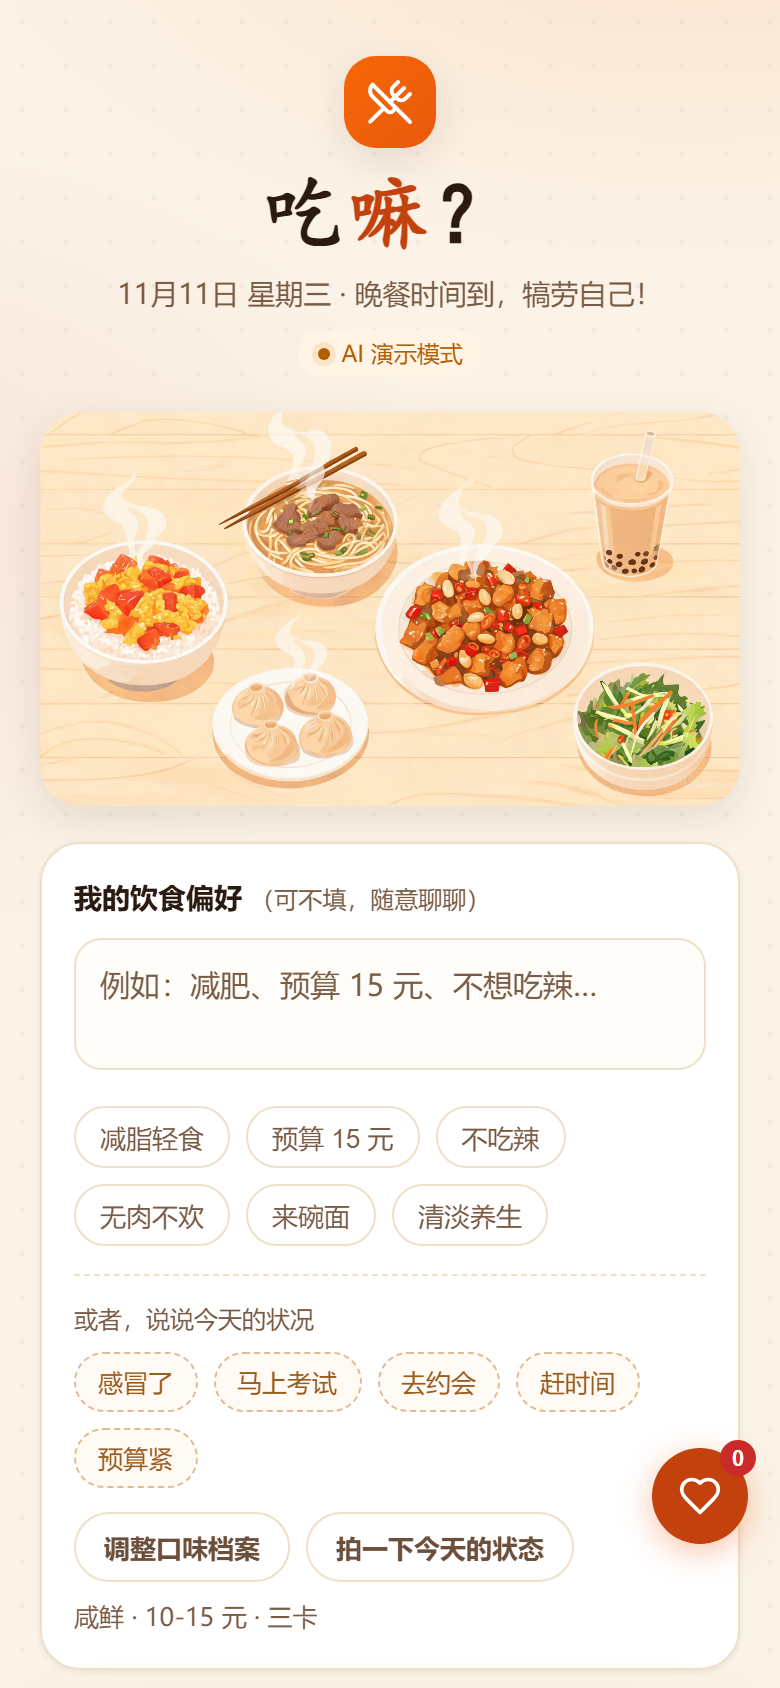 吃嘛?
11月11日 星期三 · 晚餐时间到，犒劳自己！
AI 演示模式
我的饮食偏好 （可不填，随意聊聊）
例如：减肥、预算 15 元、不想吃辣...
减脂轻食 预算 15 元 不吃辣
无肉不欢 来碗面 清淡养生
或者，说说今天的状况
感冒了 马上考试 去约会 赶时间
预算紧
0
调整口味档案 拍一下今天的状态
咸鲜 · 10-15 元 · 三卡